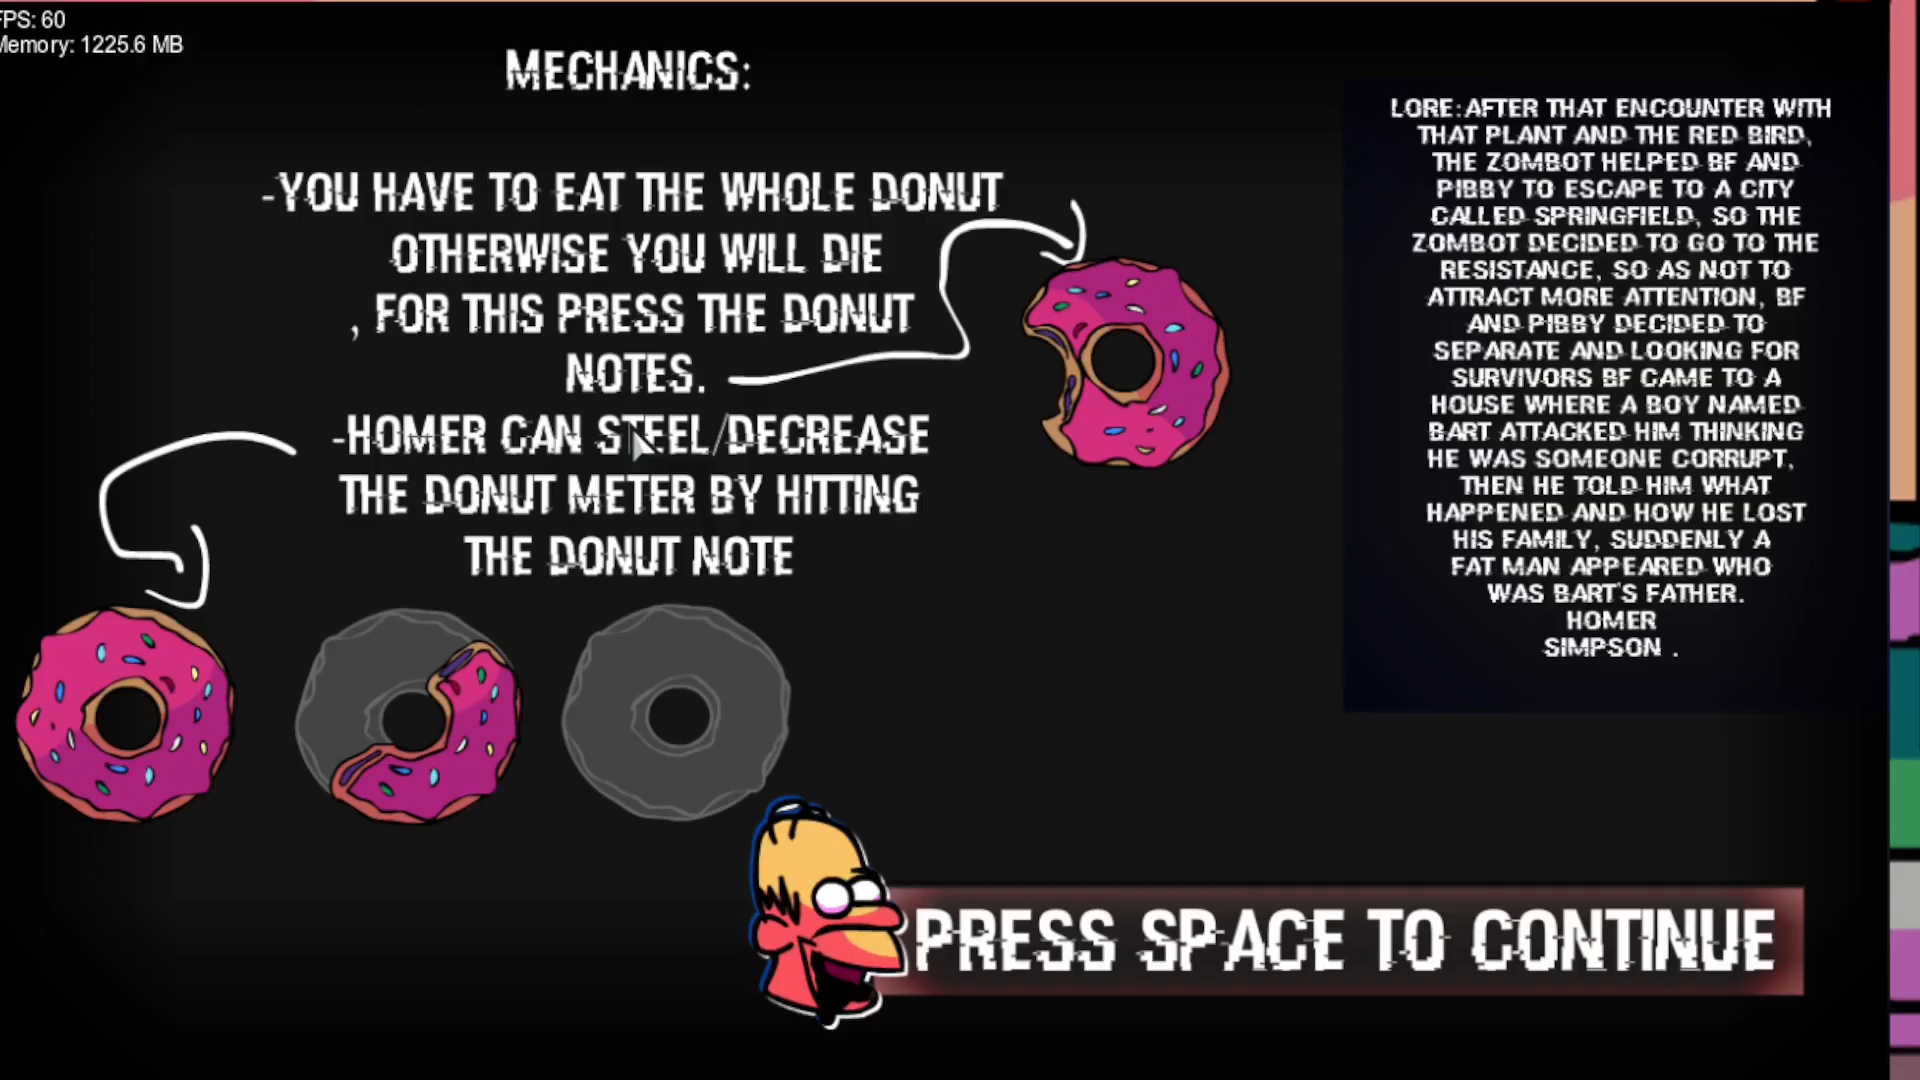 FPS: 60
Memory: 1225.6 MB
MECHANICS:
-YOU HAVE TO EAT THE WHOLE DONUT
OTHERWISE YOU WILL DIE
, FOR THIS PRESS THE DONUT
NOTES.
-HOMER CAN STEEL/DECREASE
THE DONUT METER BY HITTING
THE DONUT NOTE
LORE:AFTER THAT ENCOUNTER WITH
THAT PLANT AND THE RED BIRD,
THE ZOMBOT HELPED BF AND
PIBBY TO ESCAPE TO A CITY
CALLED SPRINGFIELD, SO THE
ZOMBOT DECIDED TO GO TO THE
RESISTANCE, SO AS NOT TO
ATTRACT MORE ATTENTION, BF
AND PIBBY DECIDED TO
SEPARATE AND LOOKING FOR
SURVIVORS BF CAME TO A
HOUSE WHERE A BOY NAMED
BART ATTACKED HIM THINKING
HE WAS SOMEONE CORRUPT,
THEN HE TOLD HIM WHAT
HAPPENED AND HOW HE LOST
HIS FAMILY, SUDDENLY A
FAT MAN APPEARED WHO
WAS BART'S FATHER.
HOMER
SIMPSON .
PRESS SPACE TO CONTINUE